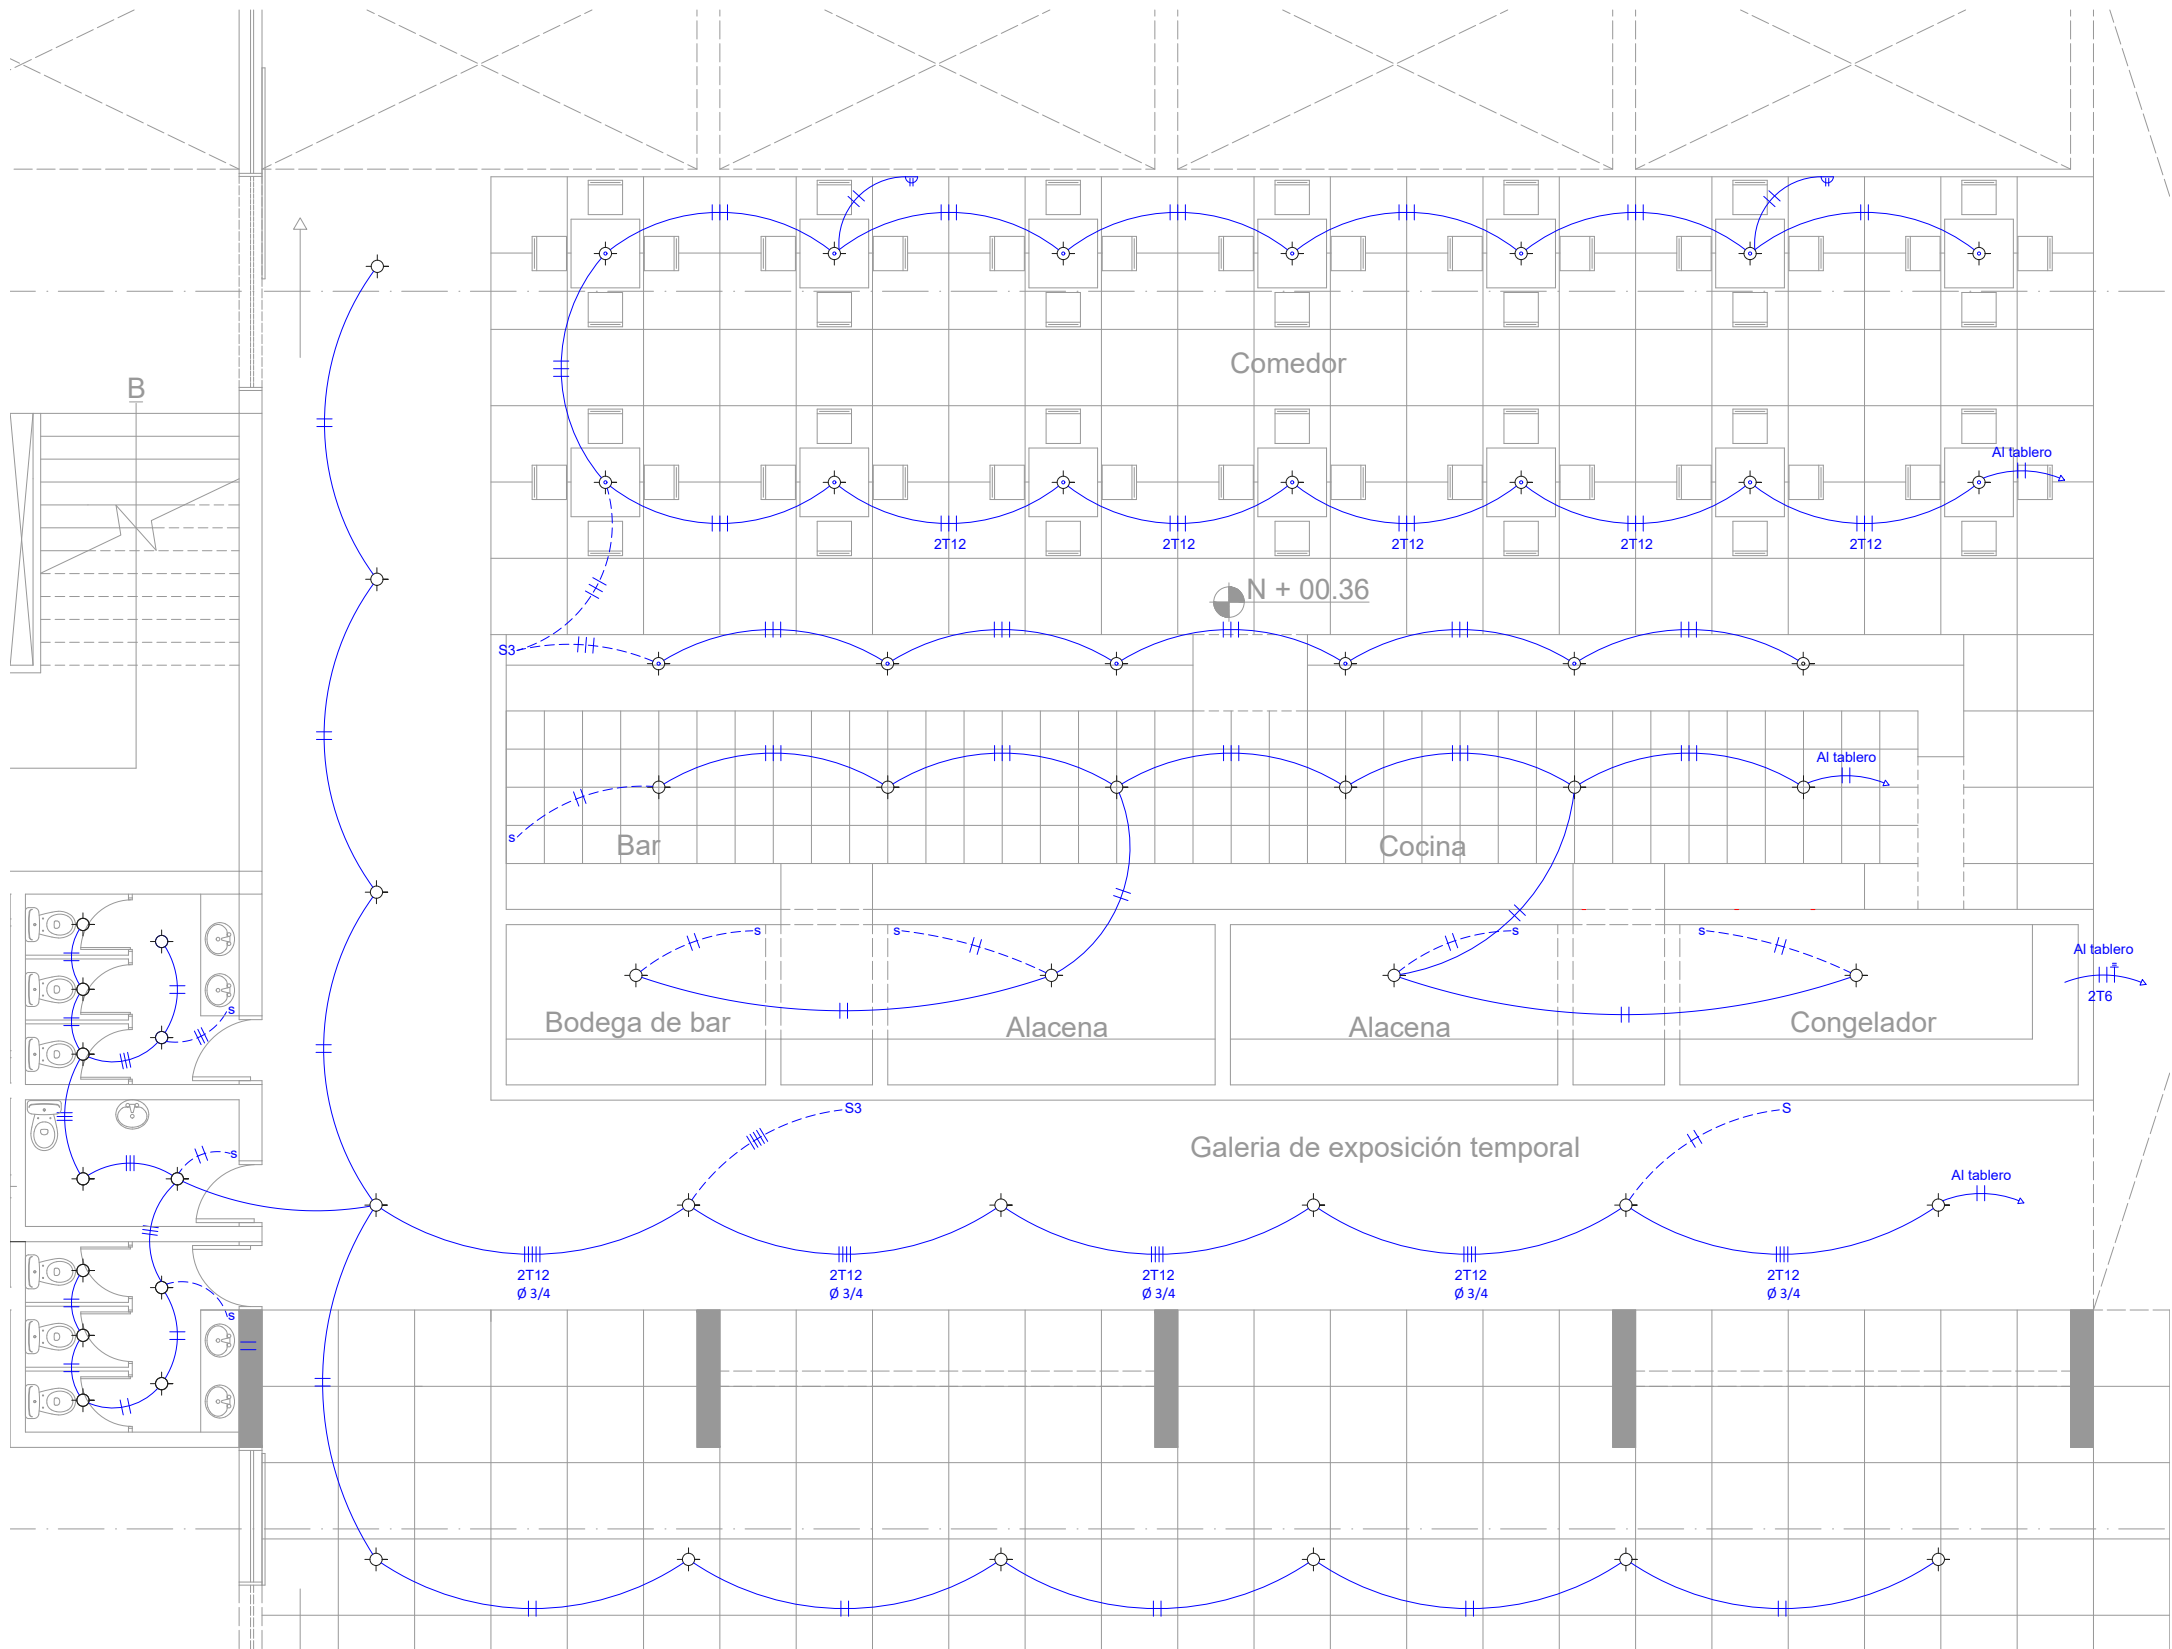 Comedor
B
Al tablero
2T12
2T12
2T12
2T12
2T12
N + 00.36
S3
Al tablero
s
Bar
Cocina
s
s
s
s
Al tablero
2T6
s
Bodega de bar
Alacena
Alacena
Congelador
S3
S
Galeria de exposición temporal
s
Al tablero
2T12
Ø 3/4
2T12
Ø 3/4
2T12
Ø 3/4
2T12
Ø 3/4
2T12
Ø 3/4
s